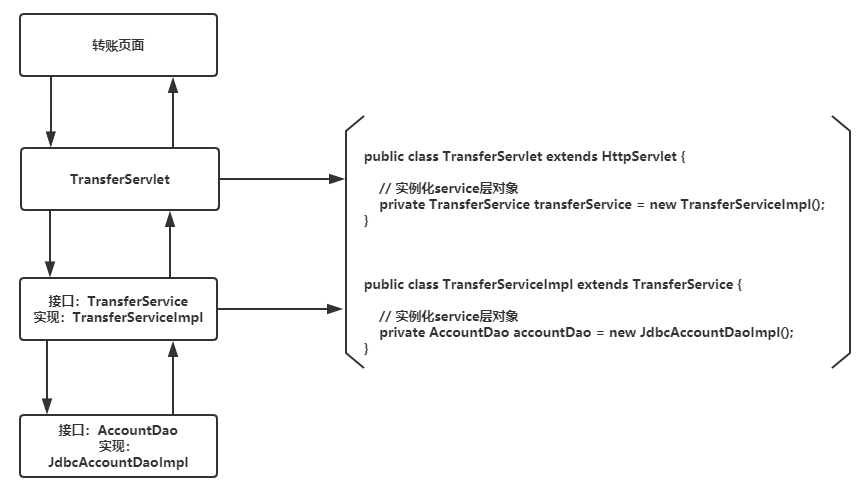 转账页面
TransferServlet
接口：TransferService
实现：TransferServiceImpl
接口：AccountDao
实现：
JdbcAccountDaoImpl
public class TransferServlet extends HttpServlet {
// 实例化service层对象
private TransferService transferService = new TransferServiceImpl();
}
public class TransferServiceImpl extends TransferService {
// 实例化service层对象
private AccountDao accountDao = new JdbcAccountDaoImpl();
}